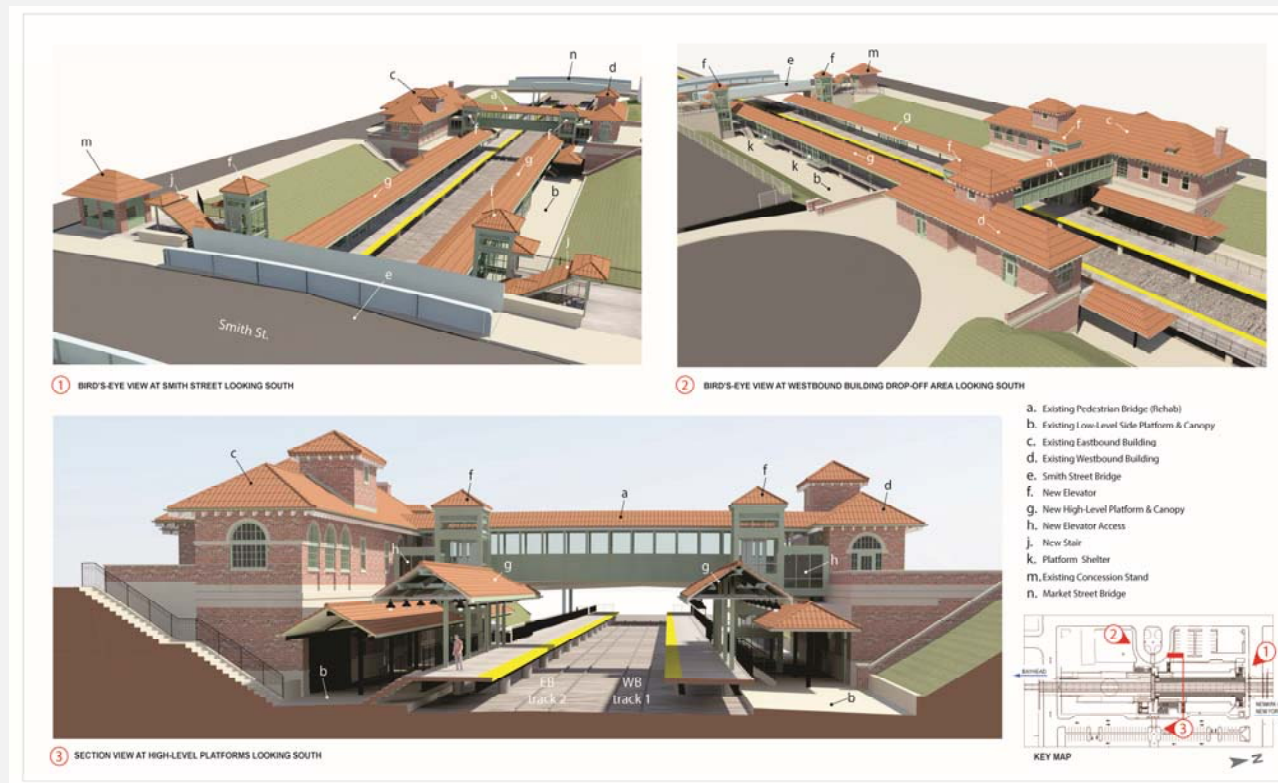 n
d
c
a
m
f
j
f
g
g
f
b
j
e
Smith St.
1 BIRD'S-EYE VIEW AT SMITH STREET LOOKING SOUTH
f
e
f
m
g
c
f
k
g
f
k
a
b
d
2 BIRD'S-EYE VIEW AT WESTBOUND BUILDING DROP-OFF AREA LOOKING SOUTH
c
f
a
f
d
h
g
g
h
b
EB
track 2
WB
track 1
b
3 SECTION VIEW AT HIGH-LEVEL PLATFORMS LOOKING SOUTH
a. Existing Pedestrian Bridge (Rehab)
b. Existing Low-Level Side Platform & Canopy
c. Existing Eastbound Building
d. Existing Westbound Building
e. Smith Street Bridge
f. New Elevator
g. New High-Level Platform & Canopy
h. New Elevator Access
j. New Stair
k. Platform Shelter
m. Existing Concession Stand
n. Market Street Bridge
2
1
BAYHEAD
NEW YOR
3
KEY MAP
N